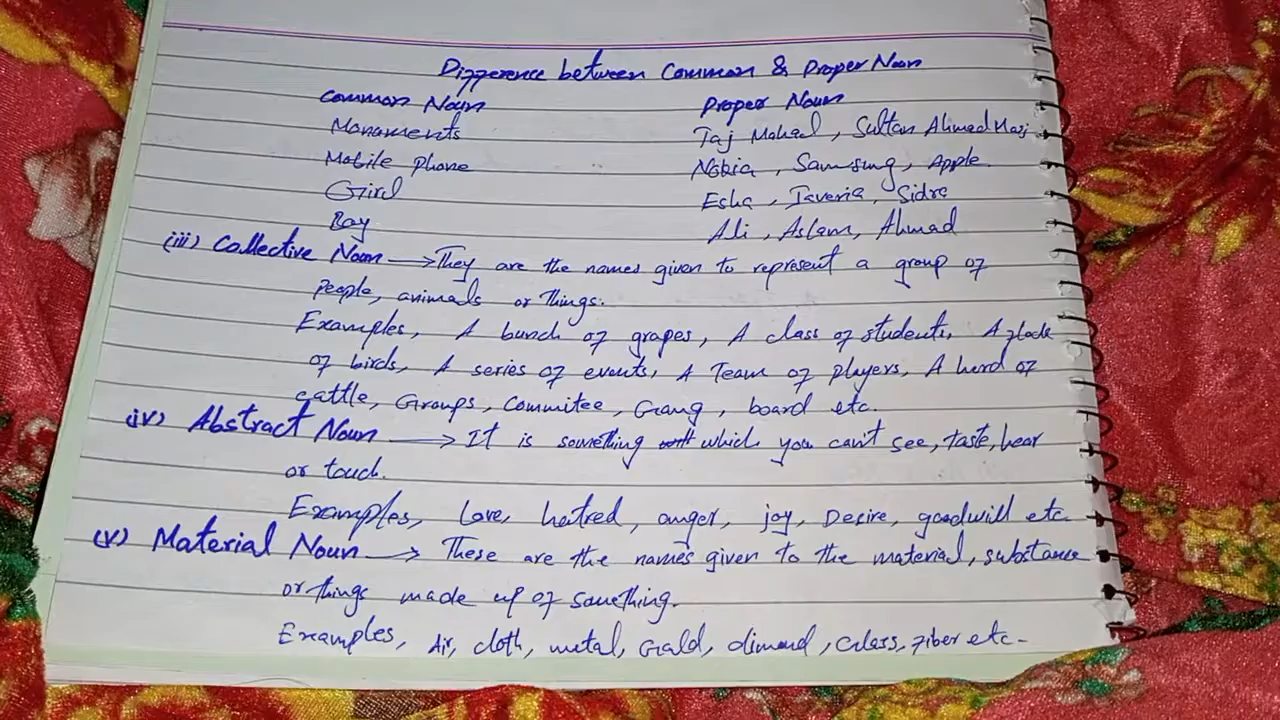 Difference between Common & Proper Noun
Common Noun Proper Noun
Monaments Taj Mahal, Sultan Ahmad Masj
Mobile phone Nokia, Samsung, Apple
Girl Esha, Javeria, Sidra
Boy Ali, Aslam, Ahmad
(iii) Collective Noun → They are the names given to represent a group of
people, animals or things.
Examples, A bunch of grapes, A class of students, A flock
of birds, A series of events, A Team of players, A herd of
cattle, Groups, Commitee, Gang, board etc.
(iv) Abstract Noun → It is something which you can't see, taste, hear
or touch.
Examples, Love, hatred, anger, joy, Desire, goodwill etc
(v) Material Noun → These are the names given to the material, substance
or things made up of something.
Examples, Air, cloth, metal, Gold, dimond, Glass, fiber etc-